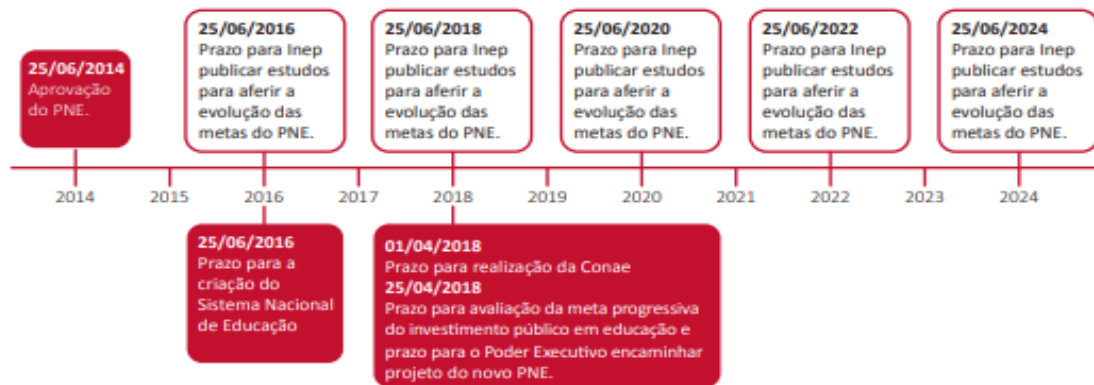 25/06/2014
Aprovação
do PNE.
25/06/2016
Prazo para Inep
publicar estudos
para aferir a
evolução das
metas do PNE.
25/06/2018
Prazo para Inep
publicar estudos
para aferir a
evolução das
metas do PNE.
25/06/2020
Prazo para Inep
publicar estudos
para aferir a
evolução das
metas do PNE.
25/06/2022
Prazo para Inep
publicar estudos
para aferir a
evolução das
metas do PNE.
25/06/2024
Prazo para Inep
publicar estudos
para aferir a
evolução das
metas do PNE.
2014 2015 2016 2017 2018 2019 2020 2021 2022 2023 2024
25/06/2016
Prazo para a
criação do
Sistema Nacional
de Educação
01/04/2018
Prazo para realização da Conae
25/04/2018
Prazo para avaliação da meta progressiva
do investimento público em educação e
prazo para o Poder Executivo encaminhar
projeto do novo PNE.